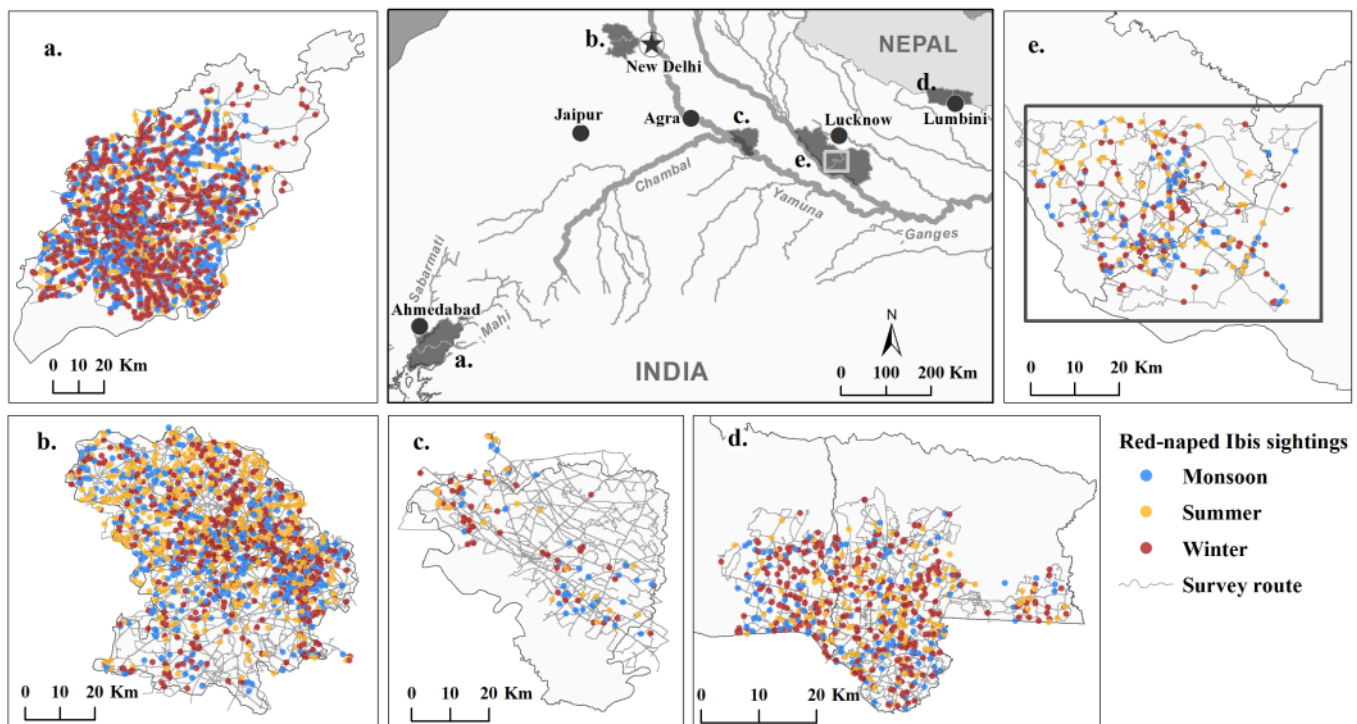 a.
0 10 20 Km
b.
New Delhi
NEPAL
d.
Lumbini
Jaipur
Agra
c.
Lucknow
e.
Chambal
Yamuna
Ganges
Sabarmati
Ahmedabad
Mahi
a.
INDIA
N
0 100 200 Km
e.
0 10 20 Km
b.
0 10 20 Km
c.
0 10 20 Km
d.
0 10 20 Km
Red-naped Ibis sightings
Monsoon
Summer
Winter
Survey route